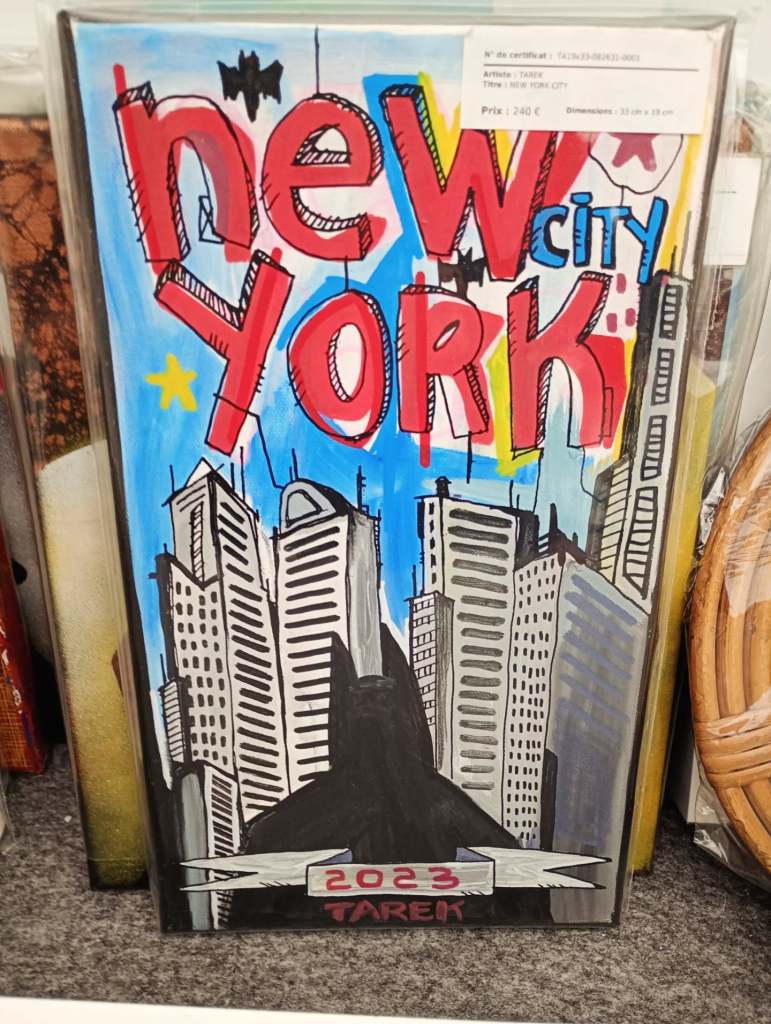 N° de certificat : TA19x33-082631-0001
Artiste : TAREK
Titre : NEW YORK CITY
Prix : 240 € Dimensions : 33 cm x 19 cm
new
CiTY
YORK
2023
TAREK